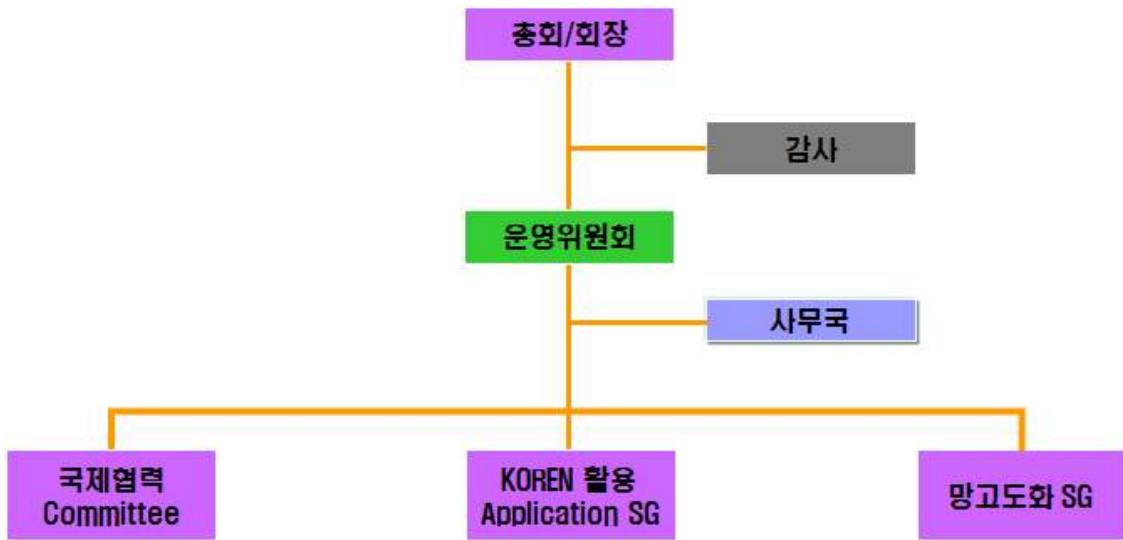 총회/회장
감사
운영위원회
사무국
국제협력
Committee
KOREN 활용
Application SG
망고도화 SG